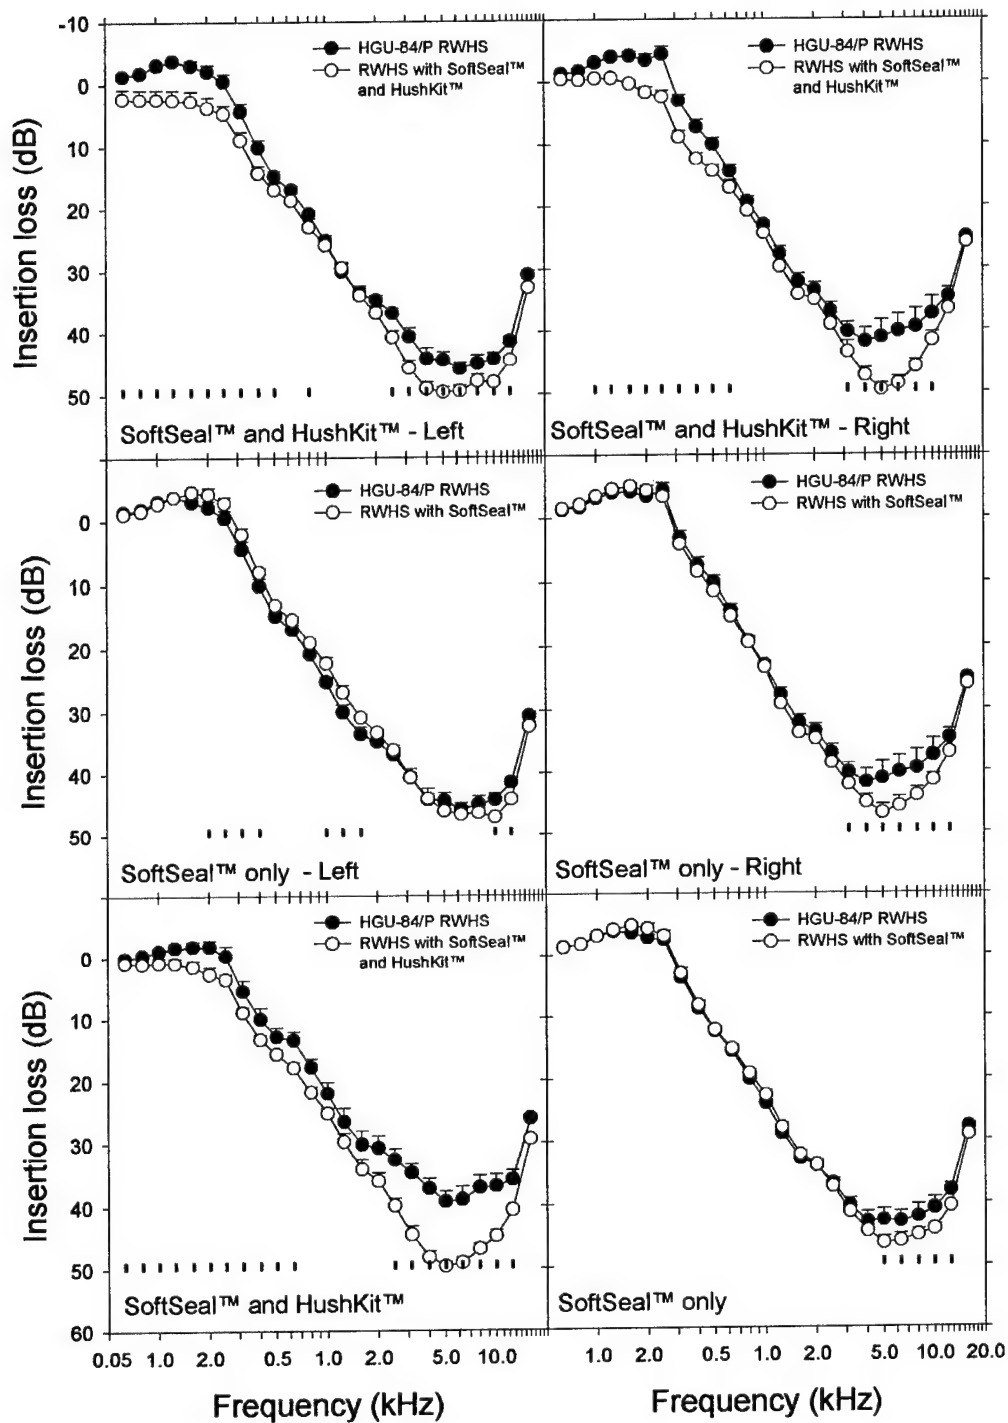 -10
0
10
20
30
40
50
Insertion loss (dB)
HGU-84/P RWHS
RWHS with SoftSeal™
and HushKit™
SoftSeal™ and HushKit™ - Left
HGU-84/P RWHS
RWHS with SoftSeal™
and HushKit™
SoftSeal™ and HushKit™ - Right
0
10
20
30
40
50
Insertion loss (dB)
HGU-84/P RWHS
RWHS with SoftSeal™
SoftSeal™ only - Left
HGU-84/P RWHS
RWHS with SoftSeal™
SoftSeal™ only - Right
0
10
20
30
40
50
60
Insertion loss (dB)
HGU-84/P RWHS
RWHS with SoftSeal™
and HushKit™
SoftSeal™ and HushKit™
HGU-84/P RWHS
RWHS with SoftSeal™
SoftSeal™ only
0.05 1.0 2.0 0.5 1.0 2.0 5.0 10.0
1.0 2.0 0.5 1.0 2.0 5.0 10.0 20.0
Frequency (kHz)
Frequency (kHz)